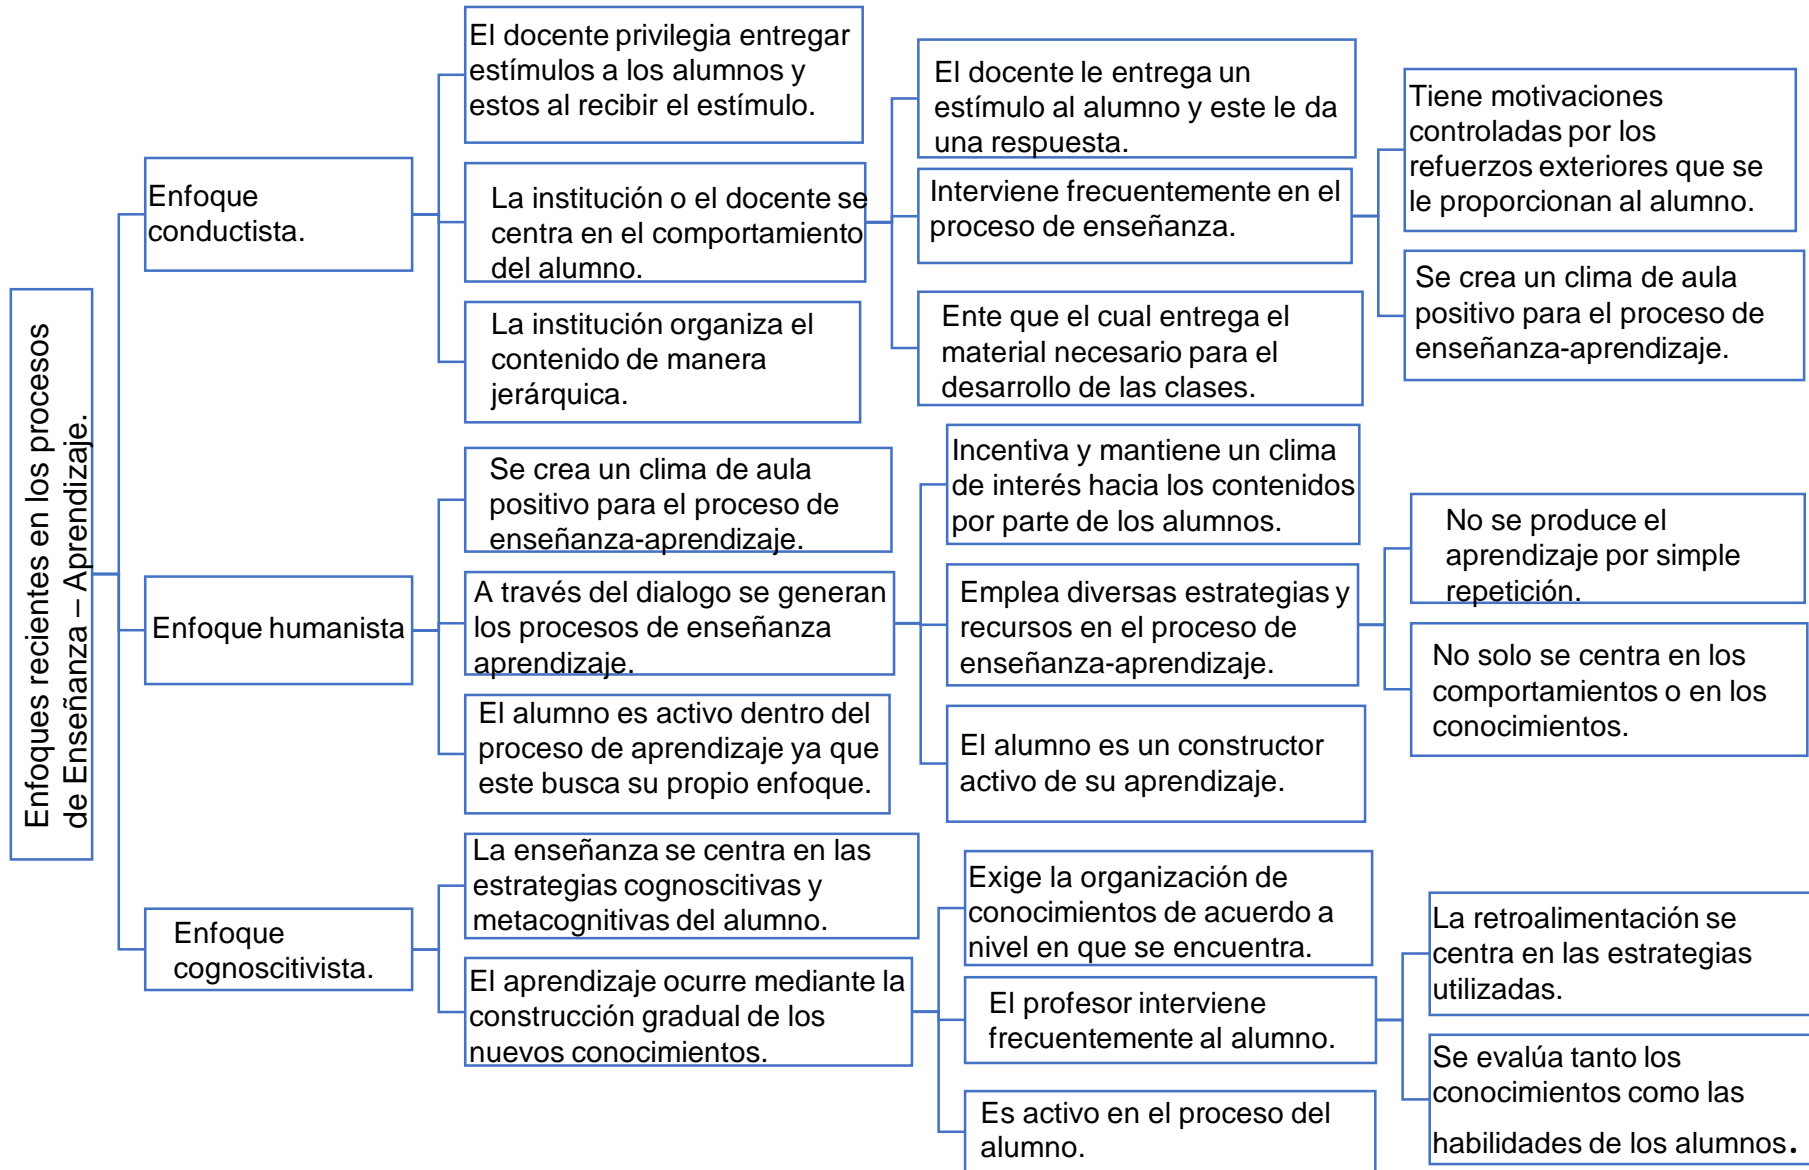 Enfoques recientes en los procesos
de Enseñanza – Aprendizaje.
Enfoque
conductista.
El docente privilegia entregar
estímulos a los alumnos y
estos al recibir el estímulo.
La institución o el docente se
centra en el comportamiento
del alumno.
La institución organiza el
contenido de manera
jerárquica.
El docente le entrega un
estímulo al alumno y este le da
una respuesta.
Interviene frecuentemente en el
proceso de enseñanza.
Ente que el cual entrega el
material necesario para el
desarrollo de las clases.
Tiene motivaciones
controladas por los
refuerzos exteriores que se
le proporcionan al alumno.
Se crea un clima de aula
positivo para el proceso de
enseñanza-aprendizaje.
Enfoque humanista
Se crea un clima de aula
positivo para el proceso de
enseñanza-aprendizaje.
A través del dialogo se generan
los procesos de enseñanza
aprendizaje.
El alumno es activo dentro del
proceso de aprendizaje ya que
este busca su propio enfoque.
Incentiva y mantiene un clima
de interés hacia los contenidos
por parte de los alumnos.
Emplea diversas estrategias y
recursos en el proceso de
enseñanza-aprendizaje.
El alumno es un constructor
activo de su aprendizaje.
No se produce el
aprendizaje por simple
repetición.
No solo se centra en los
comportamientos o en los
conocimientos.
Enfoque
cognoscitivista.
La enseñanza se centra en las
estrategias cognoscitivas y
metacognitivas del alumno.
El aprendizaje ocurre mediante la
construcción gradual de los
nuevos conocimientos.
Exige la organización de
conocimientos de acuerdo a
nivel en que se encuentra.
El profesor interviene
frecuentemente al alumno.
Es activo en el proceso del
alumno.
La retroalimentación se
centra en las estrategias
utilizadas.
Se evalúa tanto los
conocimientos como las
habilidades de los alumnos.